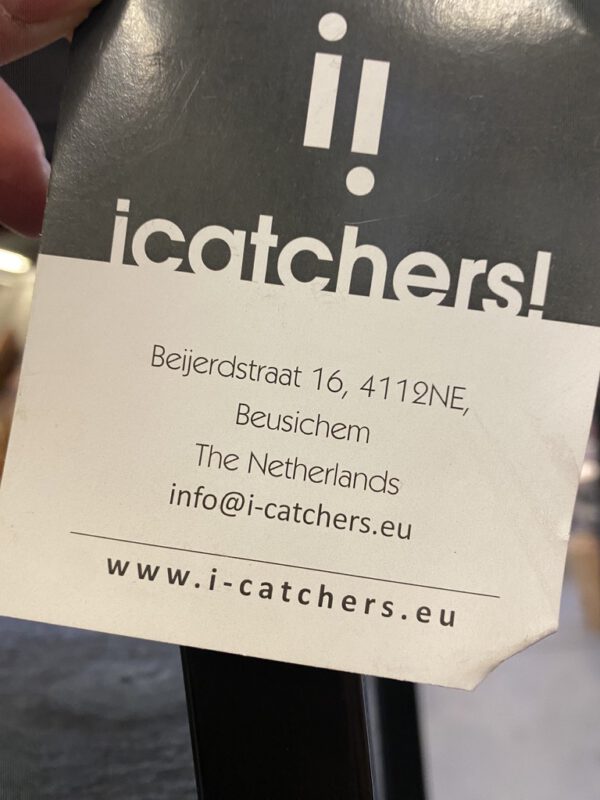 icatchers!
Beijerdstraat 16, 4112NE,
Beusichem
The Netherlands
info@i-catchers.eu
www.i-catchers.eu